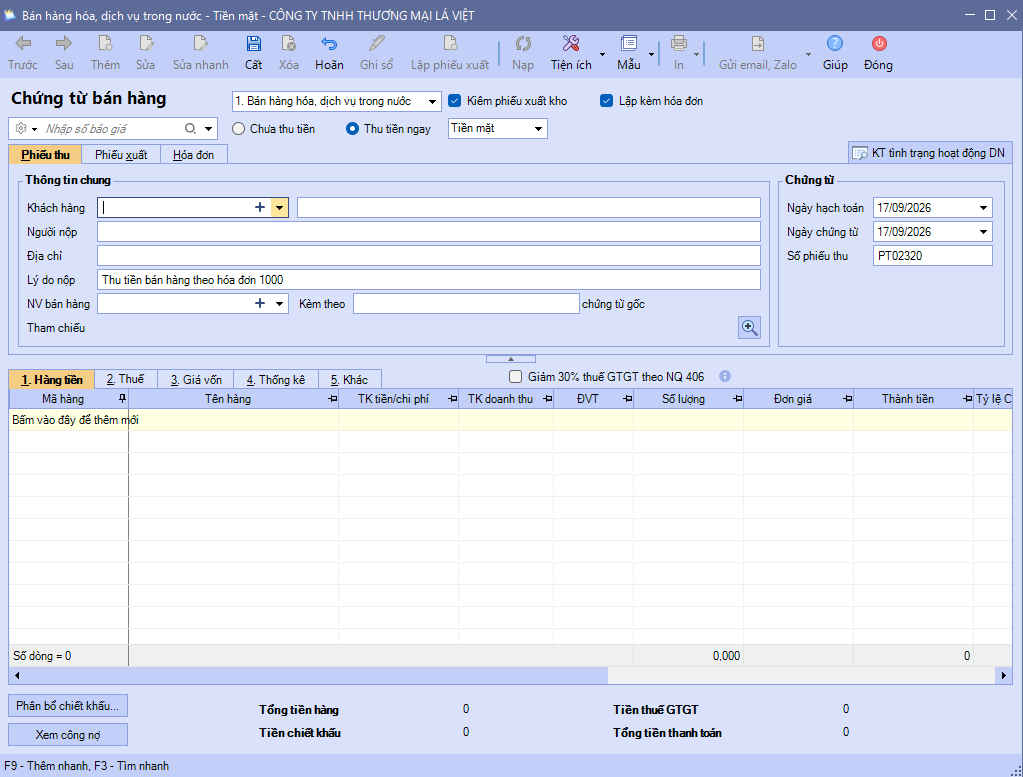 Bán hàng hóa, dịch vụ trong nước - Tiền mặt - CÔNG TY TNHH THƯƠNG MẠI LÁ VIỆT
Trước Sau Thêm Sửa Sửa nhanh Cất Xóa Hoãn Ghi sổ Lập phiếu xuất Nạp Tiện ích Mẫu In Gửi email, Zalo Giúp Đóng
Chứng từ bán hàng 1. Bán hàng hóa, dịch vụ trong nước Kiêm phiếu xuất kho Lập kèm hóa đơn
Nhập số báo giá Chưa thu tiền Thu tiền ngay Tiền mặt
Phiếu thu Phiếu xuất Hóa đơn KT tình trạng hoạt động DN
Thông tin chung Chứng từ
Khách hàng Ngày hạch toán 17/09/2026
Người nộp Ngày chứng từ 17/09/2026
Địa chỉ Số phiếu thu PT02320
Lý do nộp Thu tiền bán hàng theo hóa đơn 1000
NV bán hàng Kèm theo chứng từ gốc
Tham chiếu
1. Hàng tiền 2. Thuế 3. Giá vốn 4. Thống kê 5. Khác Giảm 30% thuế GTGT theo NQ 406
Mã hàng Tên hàng TK tiền/chi phí TK doanh thu ĐVT Số lượng Đơn giá Thành tiền Tỷ lệ C
Bấm vào đây để thêm mới
Số dòng = 0 0,000 0
Phân bổ chiết khấu... Tổng tiền hàng 0 Tiền thuế GTGT 0
Xem công nợ Tiền chiết khấu 0 Tổng tiền thanh toán 0
F9 - Thêm nhanh, F3 - Tìm nhanh